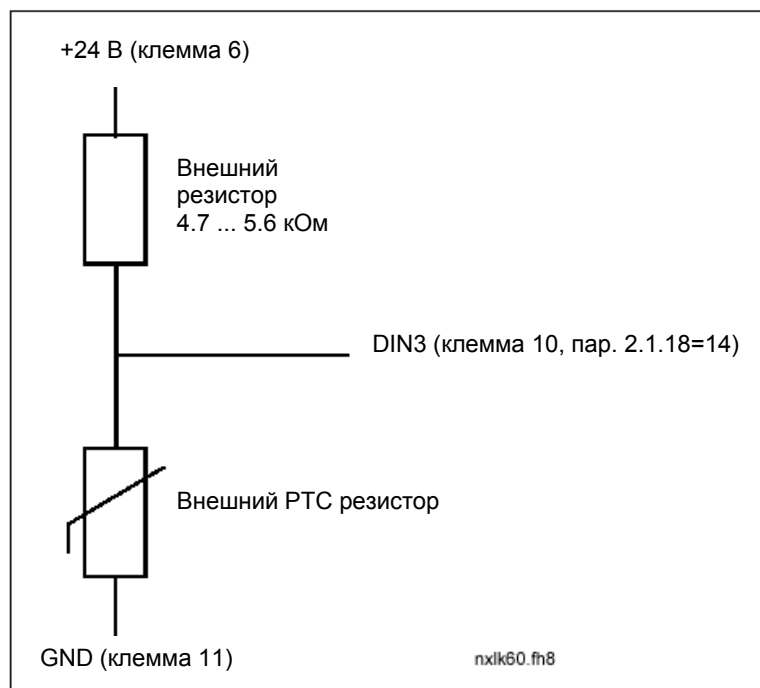 +24 В (клемма 6)
Внешний
резистор
4.7 ... 5.6 кОм
DIN3 (клемма 10, пар. 2.1.18=14)
Внешний PTC резистор
GND (клемма 11)
nxlk60.fh8